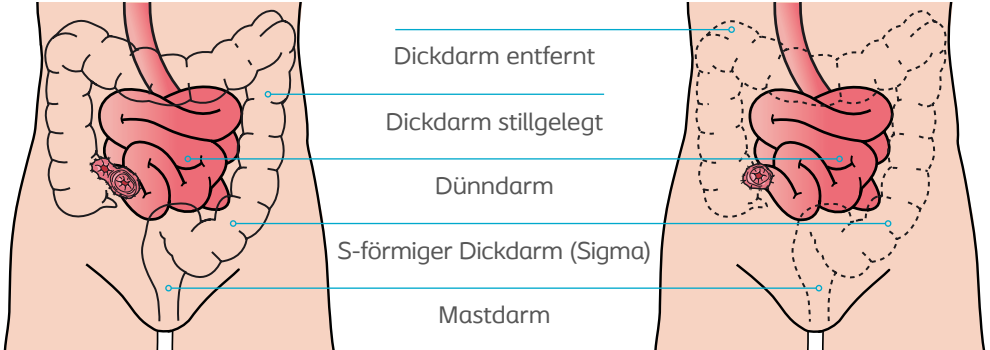 Dickdarm entfernt
Dickdarm stillgelegt
Dünndarm
S-förmiger Dickdarm (Sigma)
Mastdarm